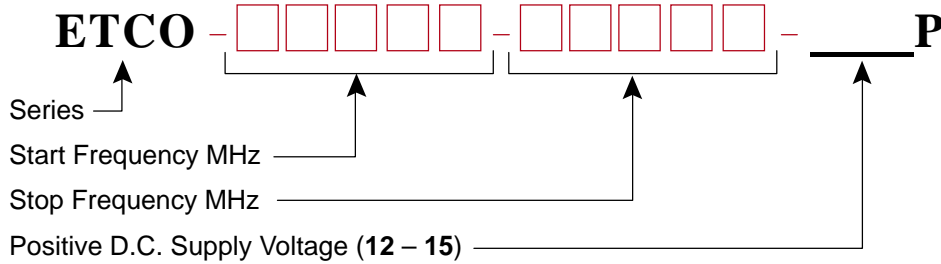 ETCO – – – P
Series
Start Frequency MHz
Stop Frequency MHz
Positive D.C. Supply Voltage (12 – 15)